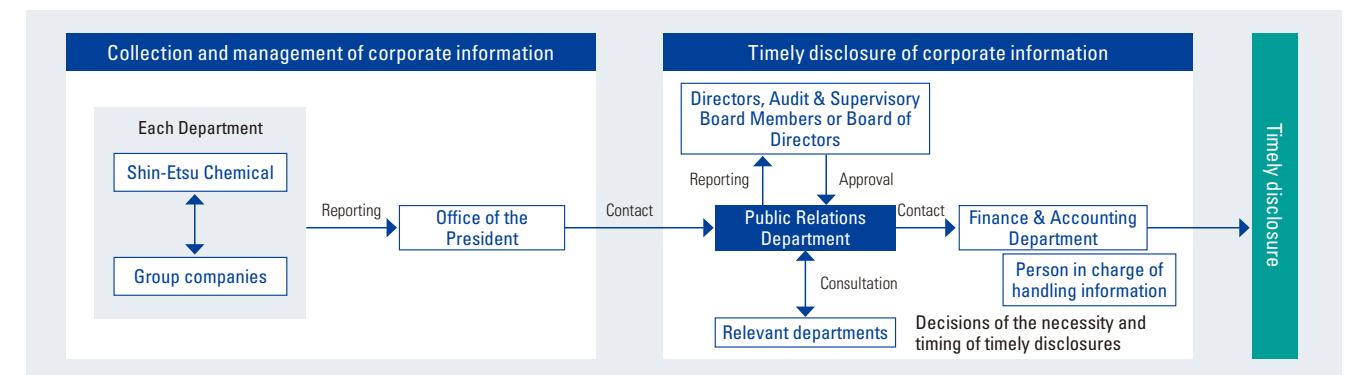 Collection and management of corporate information
Each Department
Shin-Etsu Chemical
Group companies
Reporting
Office of the
President
Contact
Timely disclosure of corporate information
Directors, Audit & Supervisory
Board Members or Board of
Directors
Reporting
Approval
Public Relations
Department
Consultation
Relevant departments
Contact
Finance & Accounting
Department
Person in charge of
handling information
Decisions of the necessity and
timing of timely disclosures
Timely disclosure